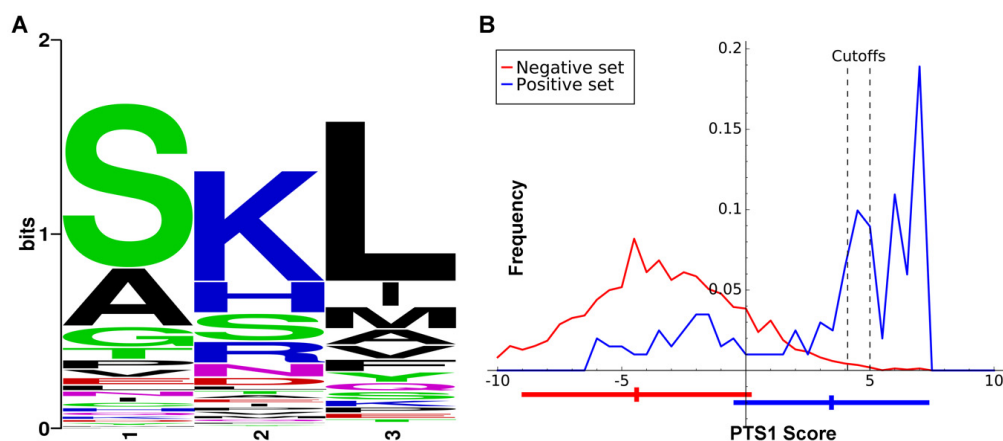 A
2
bits
1
0
S
A
G
T
K
H
S
R
N
D
L
I
M
A
V
F
Y
Q
1 2 3
B
Negative set
Positive set
Cutoffs
0.2
0.15
0.1
0.05
Frequency
-10 -5 0 5 10
PTS1 Score